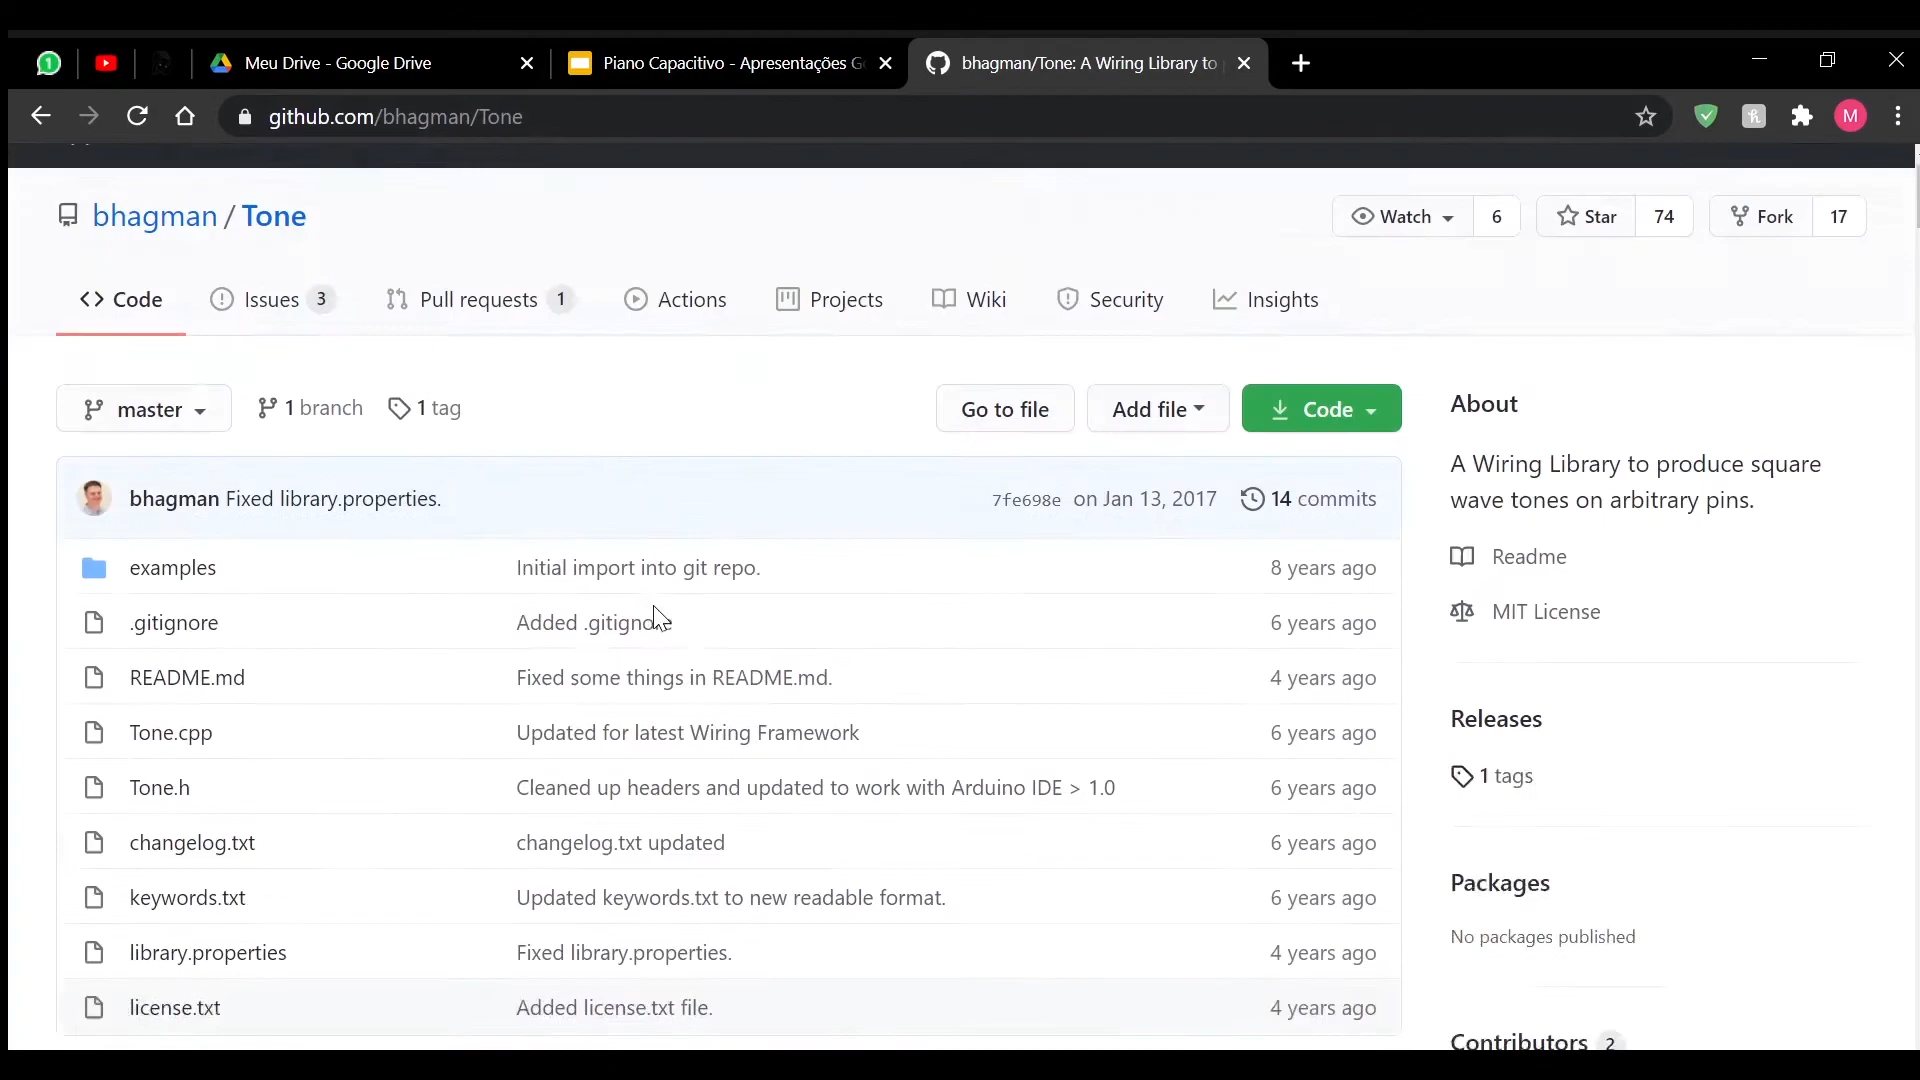 1
Meu Drive - Google Drive
Piano Capacitivo - Apresentações G
bhagman/Tone: A Wiring Library to
github.com/bhagman/Tone
M
bhagman / Tone
Watch 6
Star 74
Fork 17
Code
Issues 3
Pull requests 1
Actions
Projects
Wiki
Security
Insights
master
1 branch
1 tag
Go to file
Add file
Code
bhagman Fixed library.properties. 7fe698e on Jan 13, 2017 14 commits
examples Initial import into git repo. 8 years ago
.gitignore Added .gitignore 6 years ago
README.md Fixed some things in README.md. 4 years ago
Tone.cpp Updated for latest Wiring Framework 6 years ago
Tone.h Cleaned up headers and updated to work with Arduino IDE > 1.0 6 years ago
changelog.txt changelog.txt updated 6 years ago
keywords.txt Updated keywords.txt to new readable format. 6 years ago
library.properties Fixed library.properties. 4 years ago
license.txt Added license.txt file. 4 years ago
About
A Wiring Library to produce square
wave tones on arbitrary pins.
Readme
MIT License
Releases
1 tags
Packages
No packages published
Contributors 2